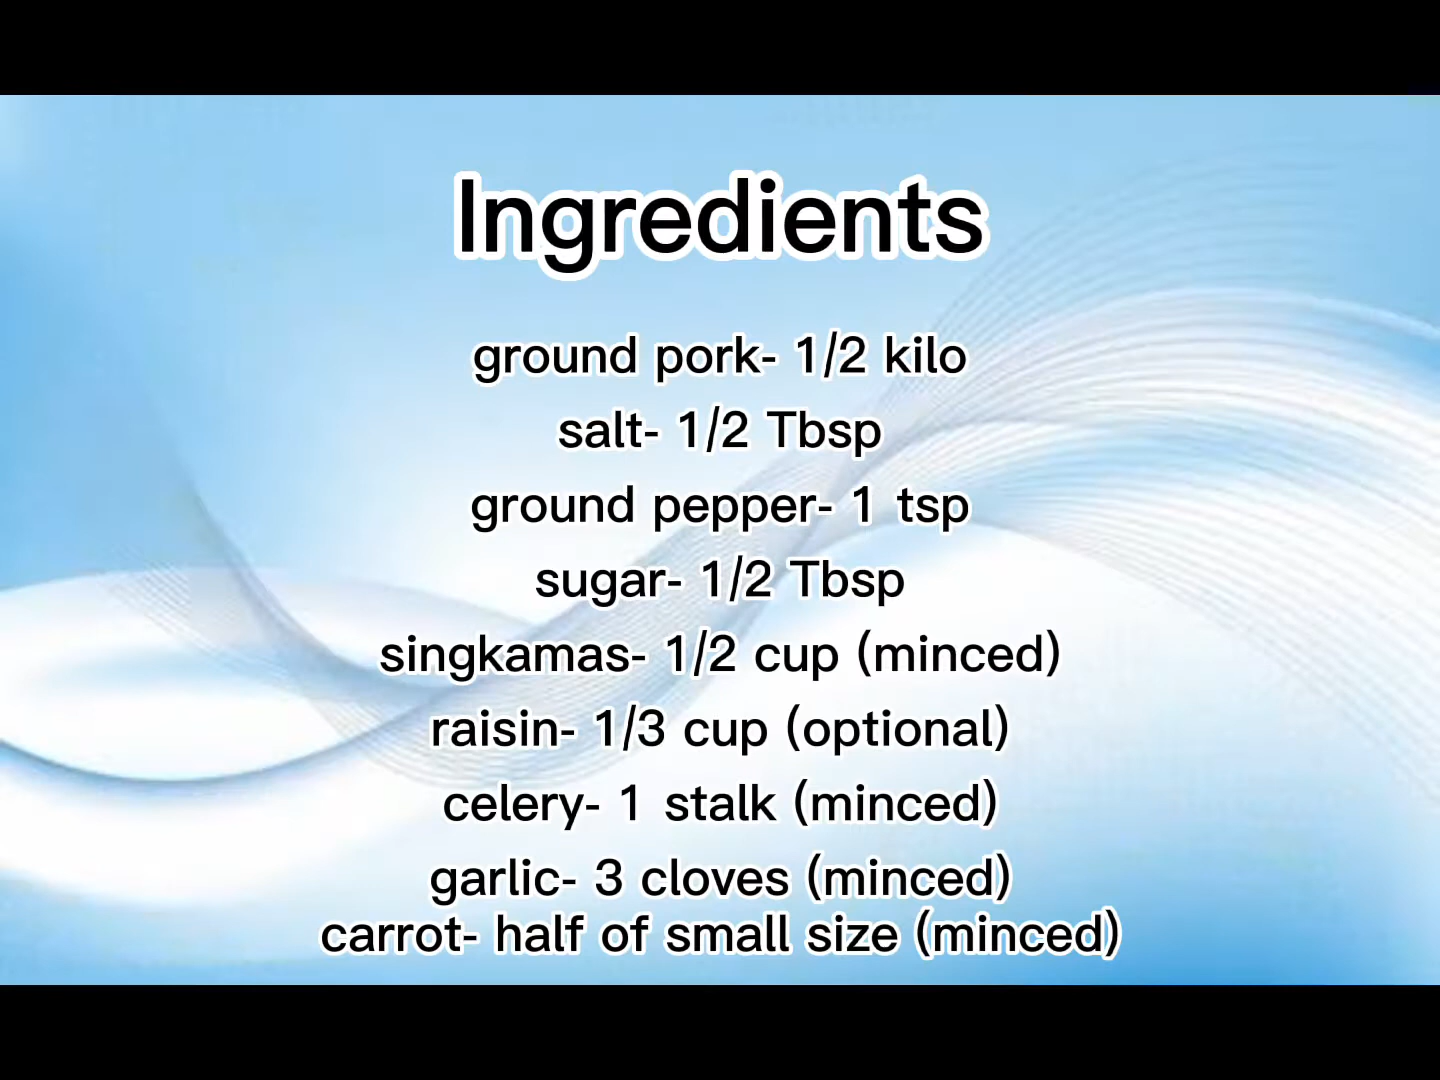 Ingredients
ground pork- 1/2 kilo
salt- 1/2 Tbsp
ground pepper- 1 tsp
sugar- 1/2 Tbsp
singkamas- 1/2 cup (minced)
raisin- 1/3 cup (optional)
celery- 1 stalk (minced)
garlic- 3 cloves (minced)
carrot- half of small size (minced)